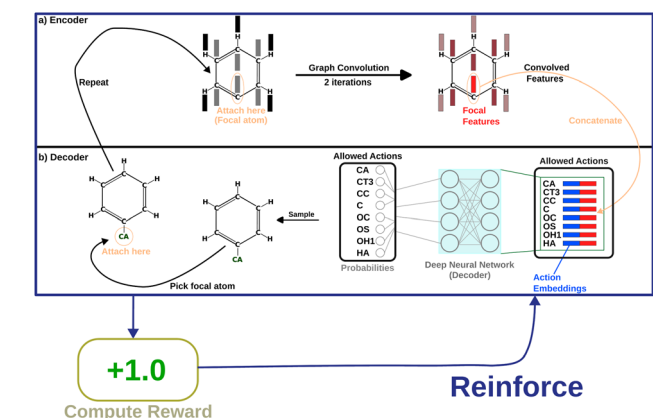 a) Encoder
H
H
H
C
C
C
C
C
C
H
H
Attach here
(Focal atom)
Repeat
Graph Convolution
2 iterations
H
H
H
C
C
C
C
C
C
H
H
Focal
Features
Convolved
Features
Concatenate
b) Decoder
H
H
H
C
C
C
C
C
C
H
H
CA
Attach here
Pick focal atom
H
H
H
C
C
C
C
C
C
H
H
CA
Sample
Allowed Actions
CA
CT3
CC
C
OC
OS
OH1
HA
Probabilities
Deep Neural Network
(Decoder)
Allowed Actions
CA
CT3
CC
C
OC
OS
OH1
HA
Action
Embeddings
+1.0
Compute Reward
Reinforce